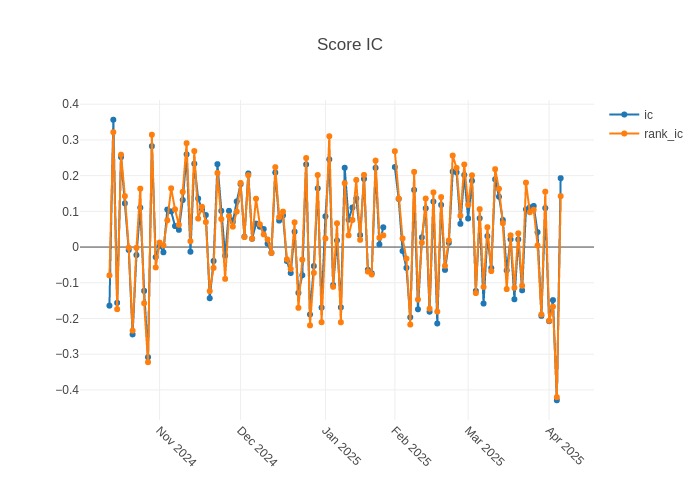 Score IC
0.4
0.3
0.2
0.1
0
−0.1
−0.2
−0.3
−0.4
Nov 2024
Dec 2024
Jan 2025
Feb 2025
Mar 2025
Apr 2025
ic
rank_ic